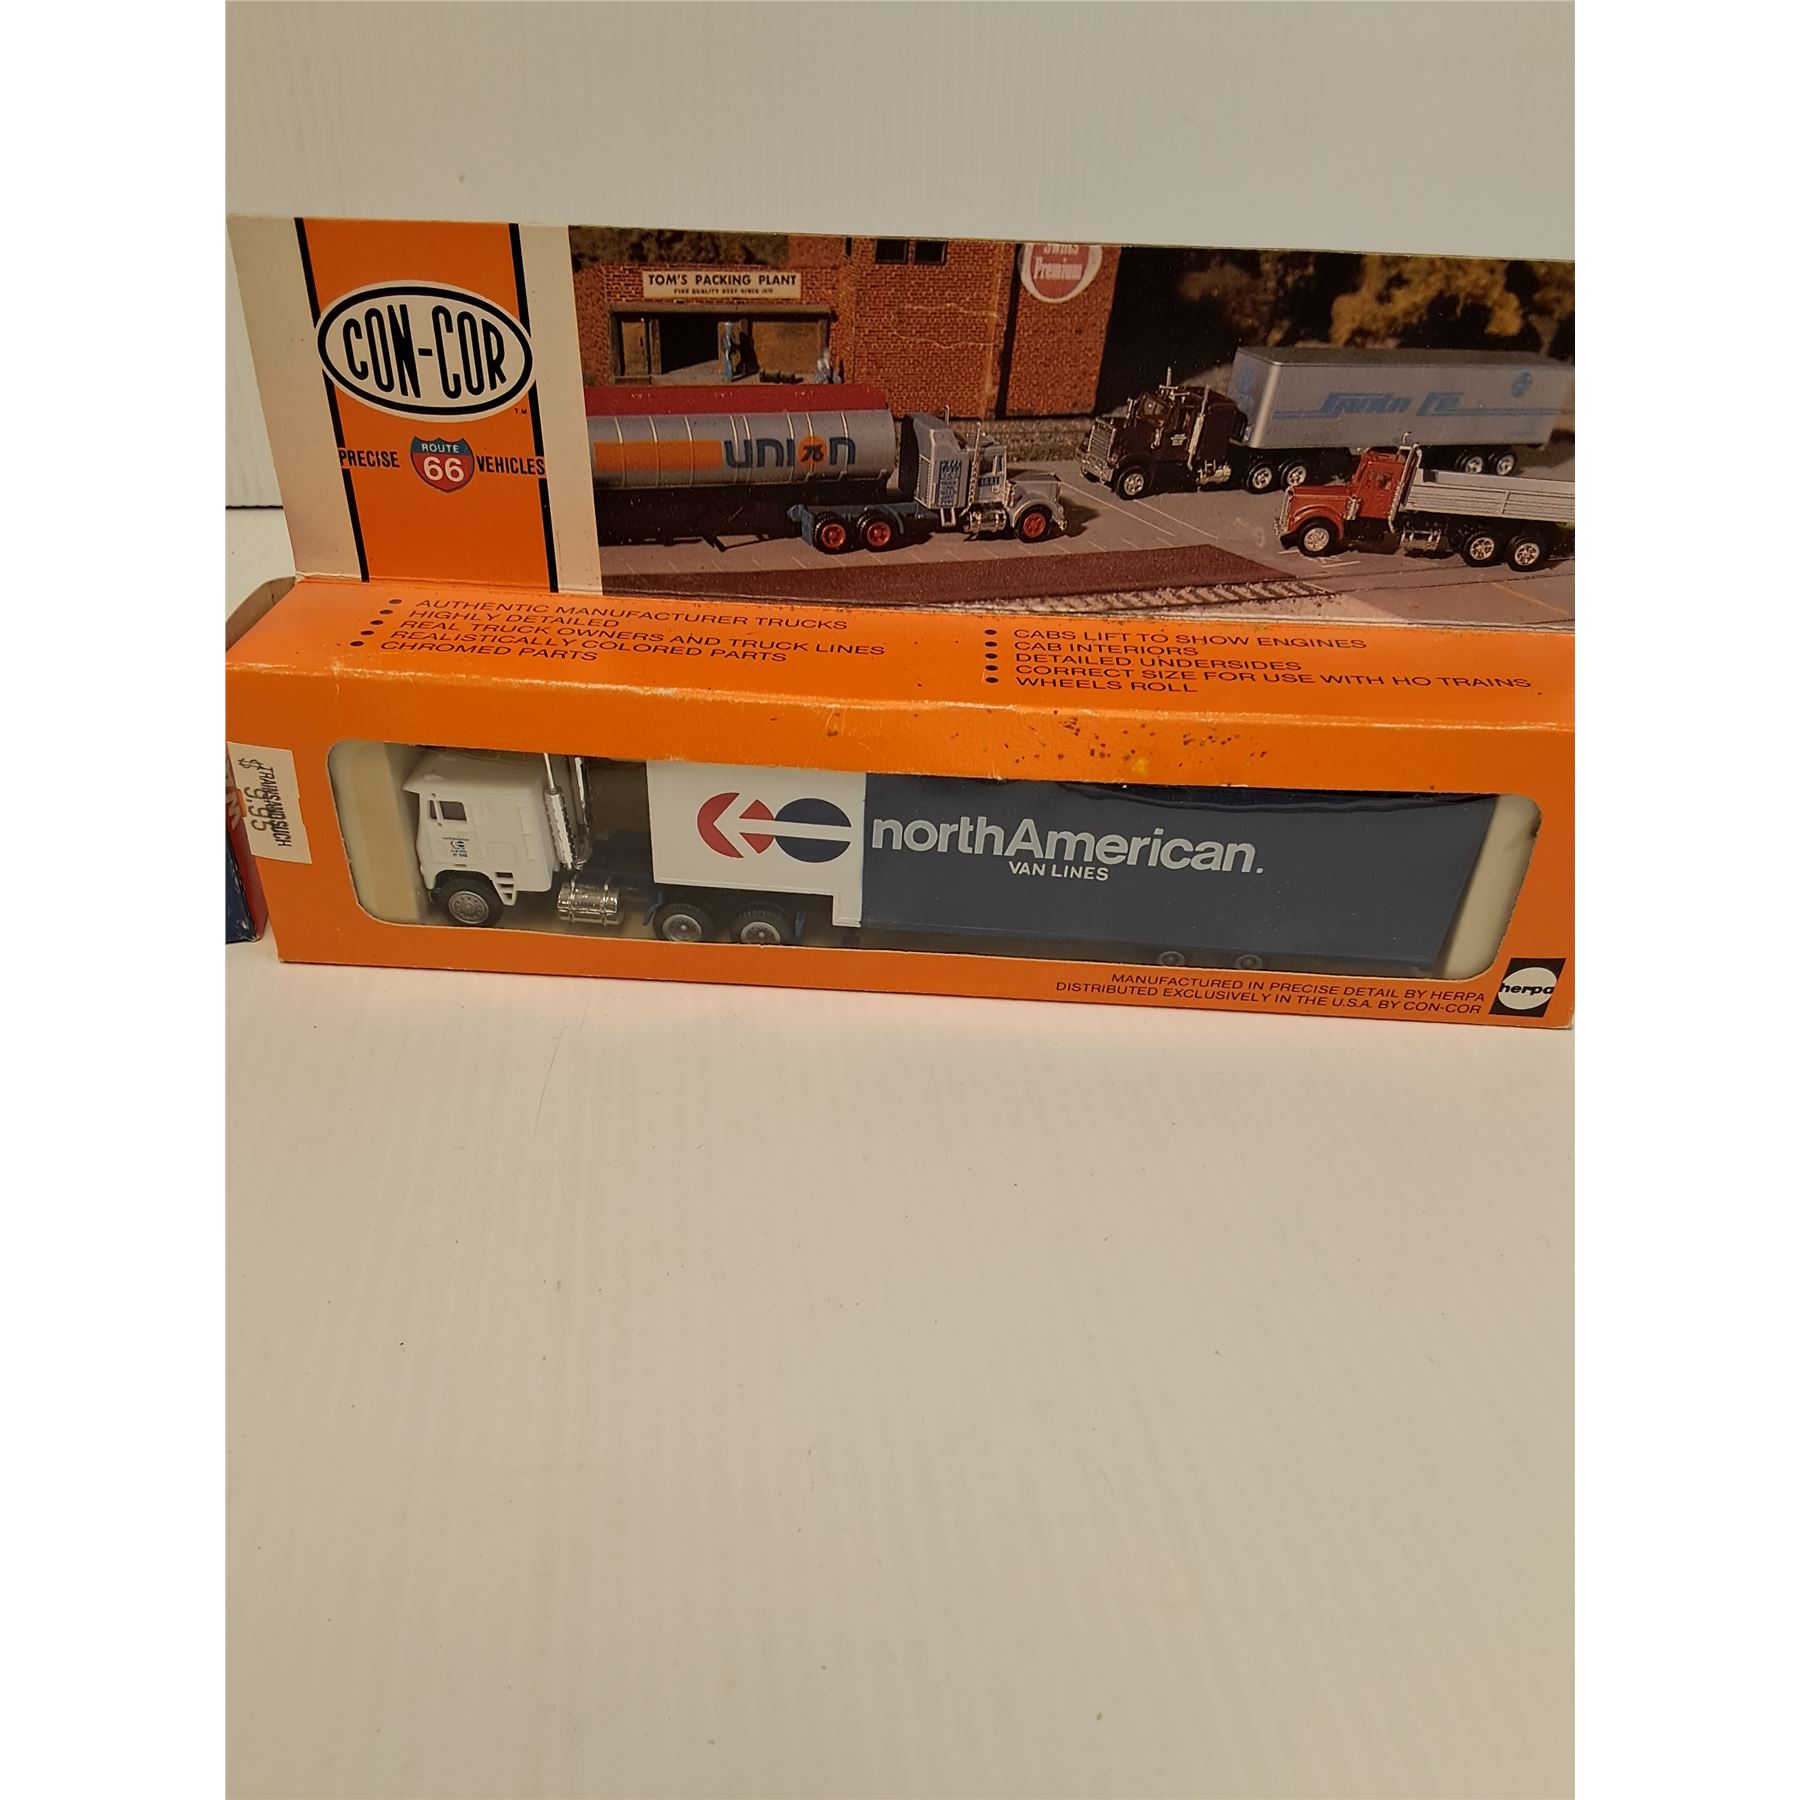 CON-COR
T.M.
PRECISE ROUTE 66 VEHICLES
TOM'S PACKING PLANT
Premium
union 76
Santa Fe
• AUTHENTIC MANUFACTURER TRUCKS
• HIGHLY DETAILED
• REAL TRUCK OWNERS AND TRUCK LINES
• REALISTICALLY COLORED PARTS
• CHROMED PARTS
• CABS LIFT TO SHOW ENGINES
• CAB INTERIORS
• DETAILED UNDERSIDES
• CORRECT SIZE FOR USE WITH HO TRAINS
• WHEELS ROLL
$ 9.95
northAmerican.
VAN LINES
MANUFACTURED IN PRECISE DETAIL BY HERPA
DISTRIBUTED EXCLUSIVELY IN THE U.S.A. BY CON-COR
herpa